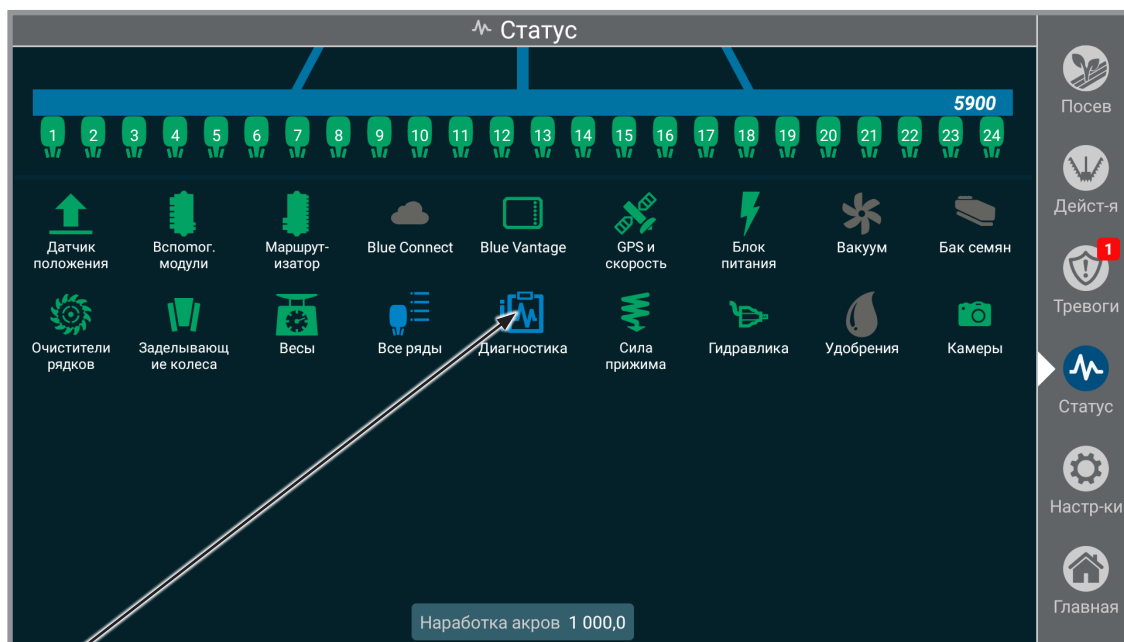 Статус
5900
1 2 3 4 5 6 7 8 9 10 11 12 13 14 15 16 17 18 19 20 21 22 23 24
Датчик положения
Вспомог. модули
Маршрут-
изатор
Blue Connect
Blue Vantage
GPS и скорость
Блок питания
Вакуум
Бак семян
Очистители рядков
Заделывающ
ие колеса
Весы
Все ряды
Диагностика
Сила прижима
Гидравлика
Удобрения
Камеры
Наработка акров 1 000,0
Посев
Дейст-я
1
Тревоги
Статус
Настр-ки
Главная